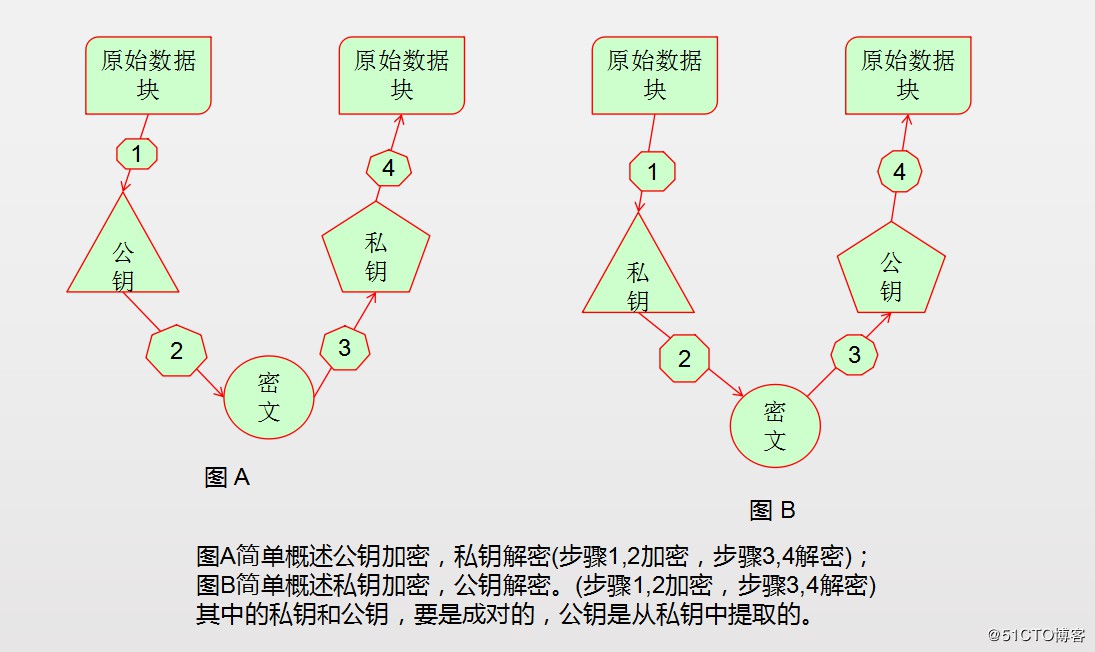 原始数据
块
1
公
钥
2
密
文
3
私
钥
4
原始数据
块
图 A
原始数据
块
1
私
钥
2
密
文
3
公
钥
4
原始数据
块
图 B
图A简单概述公钥加密，私钥解密(步骤1,2加密，步骤3,4解密)；
图B简单概述私钥加密，公钥解密。(步骤1,2加密，步骤3,4解密)
其中的私钥和公钥，要是成对的，公钥是从私钥中提取的。
@51CTO博客